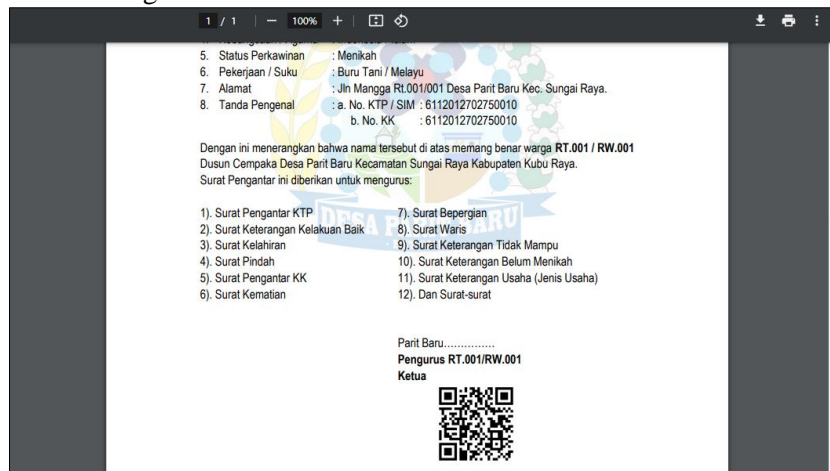 1 / 1 | − 100% +
5. Status Perkawinan : Menikah
6. Pekerjaan / Suku : Buru Tani / Melayu
7. Alamat : Jln Mangga Rt.001/001 Desa Parit Baru Kec. Sungai Raya.
8. Tanda Pengenal : a. No. KTP / SIM : 6112012702750010
b. No. KK : 6112012702750010
Dengan ini menerangkan bahwa nama tersebut di atas memang benar warga RT.001 / RW.001
Dusun Cempaka Desa Parit Baru Kecamatan Sungai Raya Kabupaten Kubu Raya.
Surat Pengantar ini diberikan untuk mengurus:
1). Surat Pengantar KTP 7). Surat Bepergian
2). Surat Keterangan Kelakuan Baik 8). Surat Waris
3). Surat Kelahiran 9). Surat Keterangan Tidak Mampu
4). Surat Pindah 10). Surat Keterangan Belum Menikah
5). Surat Pengantar KK 11). Surat Keterangan Usaha (Jenis Usaha)
6). Surat Kematian 12). Dan Surat-surat
DESA PARIT BARU
Parit Baru...............
Pengurus RT.001/RW.001
Ketua